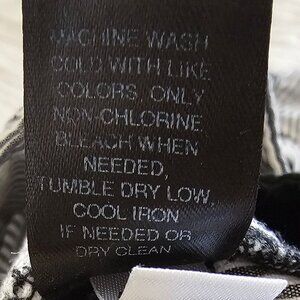 MACHINE WASH
COLD WITH LIKE
COLORS. ONLY
NON-CHLORINE
BLEACH WHEN
NEEDED,
TUMBLE DRY LOW,
COOL IRON
IF NEEDED OR
DRY CLEAN